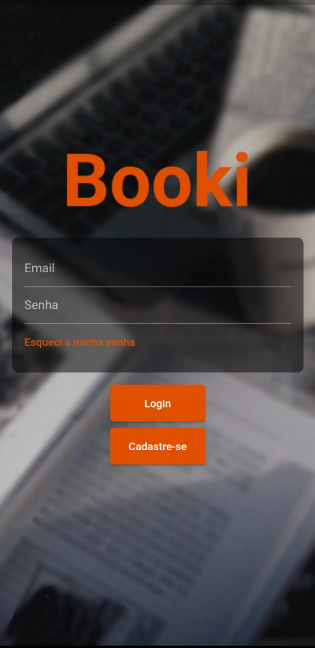 Booki
Email
Senha
Esqueci a minha senha
Login
Cadastre-se